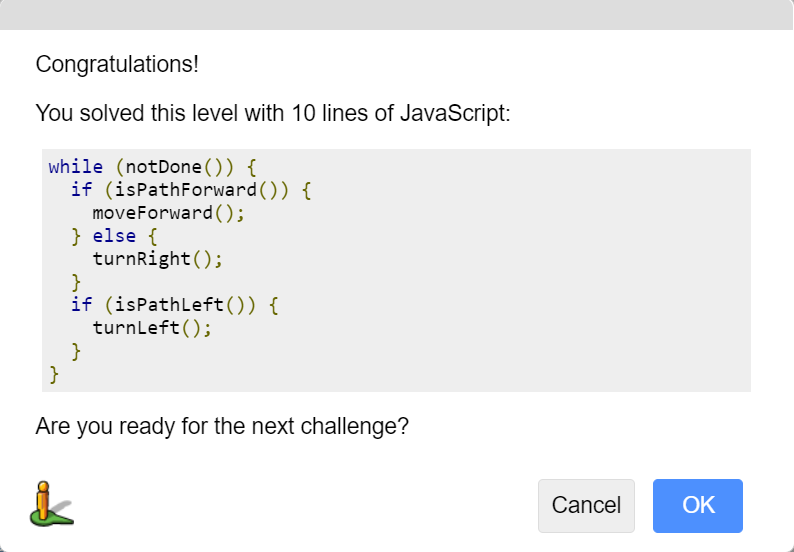 Congratulations!
You solved this level with 10 lines of JavaScript:
while (notDone()) {
  if (isPathForward()) {
    moveForward();
  } else {
    turnRight();
  }
  if (isPathLeft()) {
    turnLeft();
  }
}
Are you ready for the next challenge?
Cancel OK